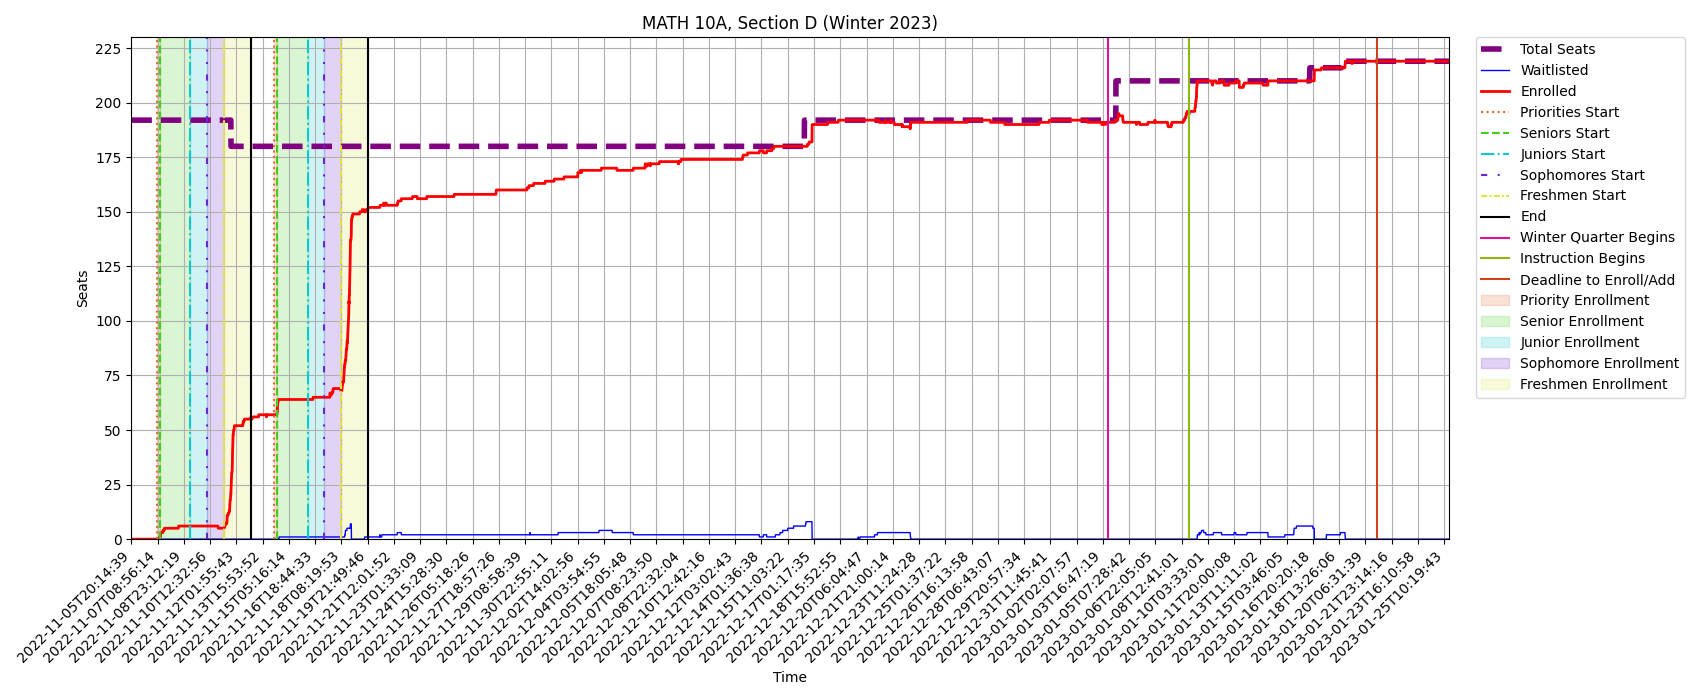 MATH 10A, Section D (Winter 2023)
Seats
225
200
175
150
125
100
75
50
25
0
2022-11-05T20:14:39
2022-11-07T08:56:14
2022-11-08T23:12:19
2022-11-10T12:32:56
2022-11-12T01:55:43
2022-11-13T15:53:52
2022-11-15T05:16:14
2022-11-16T18:44:33
2022-11-18T08:19:53
2022-11-19T21:49:46
2022-11-21T12:01:52
2022-11-23T01:33:09
2022-11-24T15:28:30
2022-11-26T05:18:26
2022-11-27T18:57:26
2022-11-29T08:58:39
2022-11-30T22:55:11
2022-12-02T14:02:56
2022-12-04T03:54:55
2022-12-05T18:05:48
2022-12-07T08:23:50
2022-12-08T22:32:04
2022-12-10T12:42:16
2022-12-12T03:02:43
2022-12-14T01:36:38
2022-12-15T11:03:22
2022-12-17T01:17:35
2022-12-18T15:52:55
2022-12-20T06:04:47
2022-12-21T21:00:14
2022-12-23T11:24:28
2022-12-25T01:37:22
2022-12-26T16:13:58
2022-12-28T06:43:07
2022-12-29T20:57:34
2022-12-31T11:45:41
2023-01-02T02:07:57
2023-01-03T16:47:19
2023-01-05T07:28:42
2023-01-06T22:05:05
2023-01-08T12:41:01
2023-01-10T03:33:01
2023-01-11T20:00:08
2023-01-13T11:11:02
2023-01-15T03:46:05
2023-01-16T21:20:18
2023-01-18T13:26:06
2023-01-20T06:31:39
2023-01-21T23:14:16
2023-01-23T16:10:58
2023-01-25T10:19:43
Time
Total Seats
Waitlisted
Enrolled
Priorities Start
Seniors Start
Juniors Start
Sophomores Start
Freshmen Start
End
Winter Quarter Begins
Instruction Begins
Deadline to Enroll/Add
Priority Enrollment
Senior Enrollment
Junior Enrollment
Sophomore Enrollment
Freshmen Enrollment